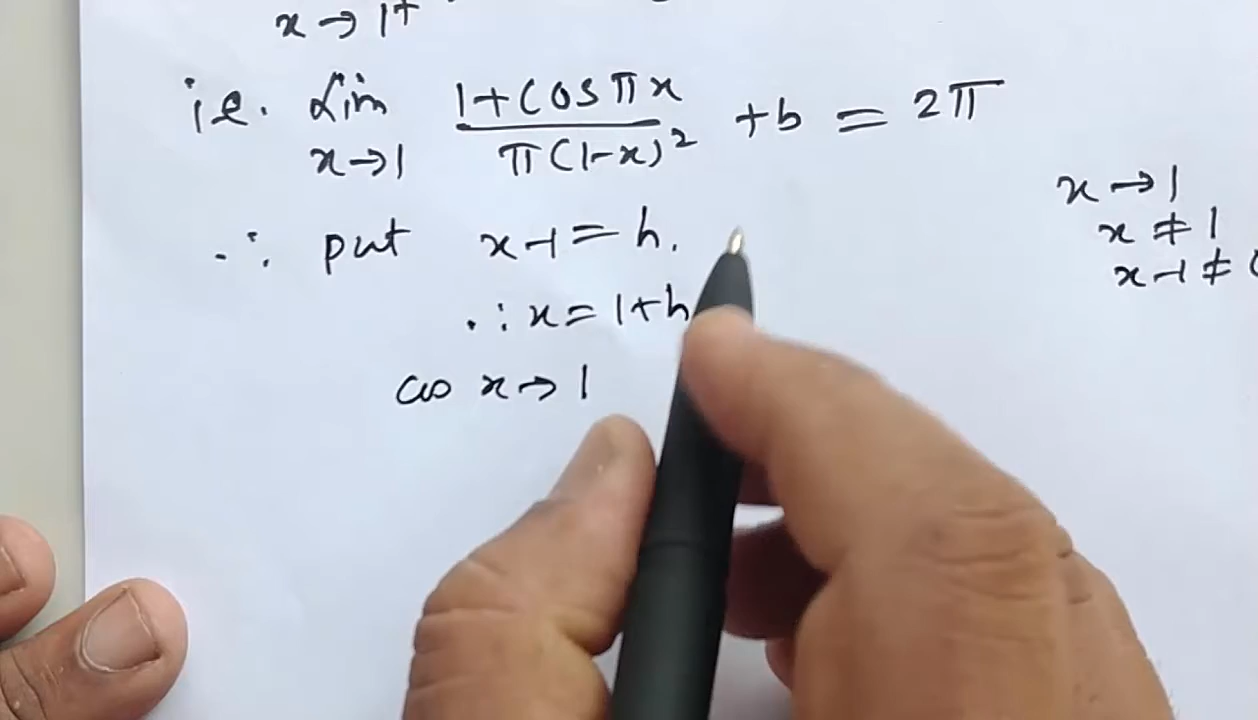 x → 1⁺
i.e. Lim x→1 (1+cos πx)/(π(1-x)²) + b = 2π
x → 1
x ≠ 1
x-1 ≠
∴ put x-1 = h.
∴ x = 1+h
as x → 1